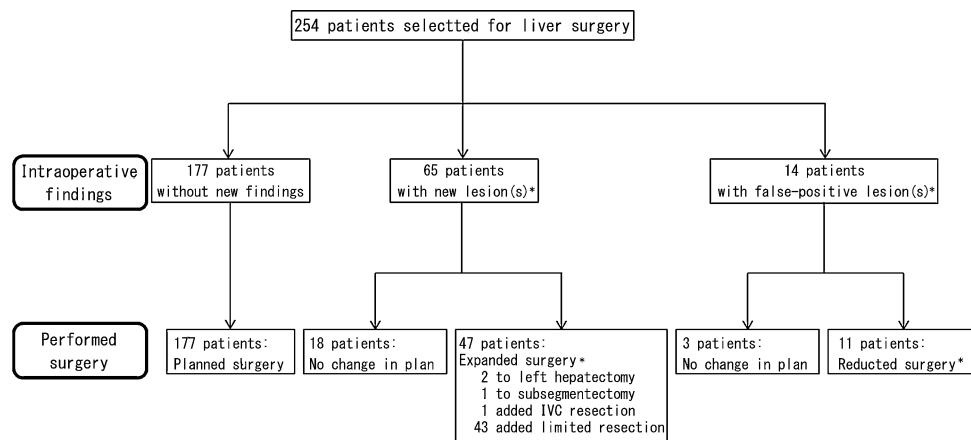 254 patients selectted for liver surgery
Intraoperative
findings
177 patients
without new findings
65 patients
with new lesion(s)*
14 patients
with false-positive lesion(s)*
Performed
surgery
177 patients:
Planned surgery
18 patients:
No change in plan
47 patients:
Expanded surgery*
2 to left hepatectomy
1 to subsegmentectomy
1 added IVC resection
43 added limited resection
3 patients:
No change in plan
11 patients:
Reducted surgery*